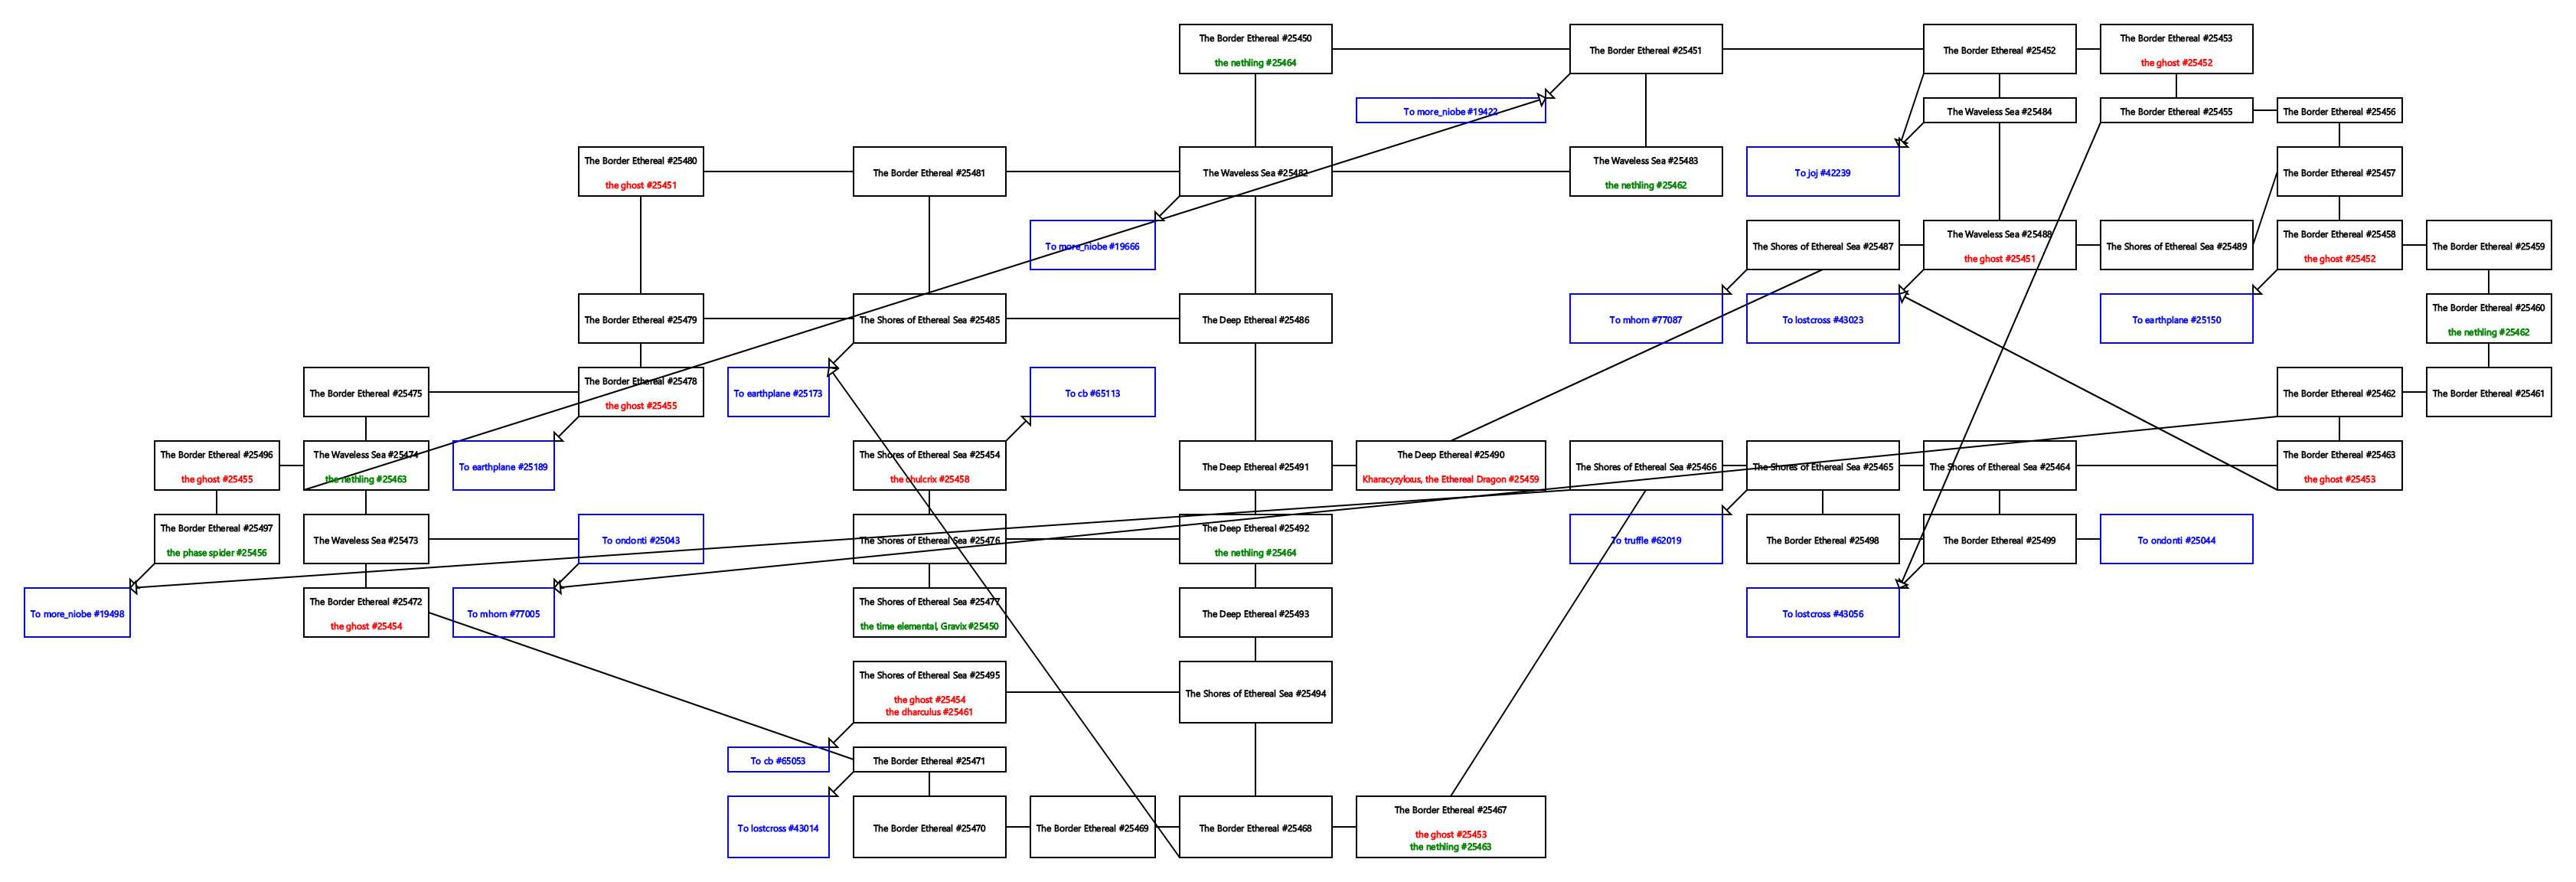 The Border Ethereal #25450
the nethling #25464
The Border Ethereal #25451
The Border Ethereal #25452
The Border Ethereal #25453
the ghost #25452
To more_niobe #19422
The Waveless Sea #25484
The Border Ethereal #25455
The Border Ethereal #25456
The Border Ethereal #25480
the ghost #25451
The Border Ethereal #25481
The Waveless Sea #25482
The Waveless Sea #25483
the nethling #25462
To joj #42239
The Border Ethereal #25457
To more_niobe #19666
The Shores of Ethereal Sea #25487
The Waveless Sea #25488
the ghost #25451
The Shores of Ethereal Sea #25489
The Border Ethereal #25458
the ghost #25452
The Border Ethereal #25459
The Border Ethereal #25479
The Shores of Ethereal Sea #25485
The Deep Ethereal #25486
To mhorn #77087
To lostcross #43023
To earthplane #25150
The Border Ethereal #25460
the nethling #25462
The Border Ethereal #25475
The Border Ethereal #25478
the ghost #25455
To earthplane #25173
To cb #65113
The Border Ethereal #25462
The Border Ethereal #25461
The Border Ethereal #25496
the ghost #25455
The Waveless Sea #25474
the nethling #25463
To earthplane #25189
The Shores of Ethereal Sea #25454
the chulcrix #25458
The Deep Ethereal #25491
The Deep Ethereal #25490
Kharacyzylxxus, the Ethereal Dragon #25459
The Shores of Ethereal Sea #25466
The Shores of Ethereal Sea #25465
The Shores of Ethereal Sea #25464
The Border Ethereal #25463
the ghost #25453
The Border Ethereal #25497
the phase spider #25456
The Waveless Sea #25473
To ondonti #25043
The Shores of Ethereal Sea #25476
The Deep Ethereal #25492
the nethling #25464
To truffle #62019
The Border Ethereal #25498
The Border Ethereal #25499
To ondonti #25044
To more_niobe #19498
The Border Ethereal #25472
the ghost #25454
To mhorn #77005
The Shores of Ethereal Sea #25477
the time elemental, Gravix #25450
The Deep Ethereal #25493
To lostcross #43056
The Shores of Ethereal Sea #25495
the ghost #25454
the dharculus #25461
The Shores of Ethereal Sea #25494
To cb #65053
The Border Ethereal #25471
To lostcross #43014
The Border Ethereal #25470
The Border Ethereal #25469
The Border Ethereal #25468
The Border Ethereal #25467
the ghost #25453
the nethling #25463